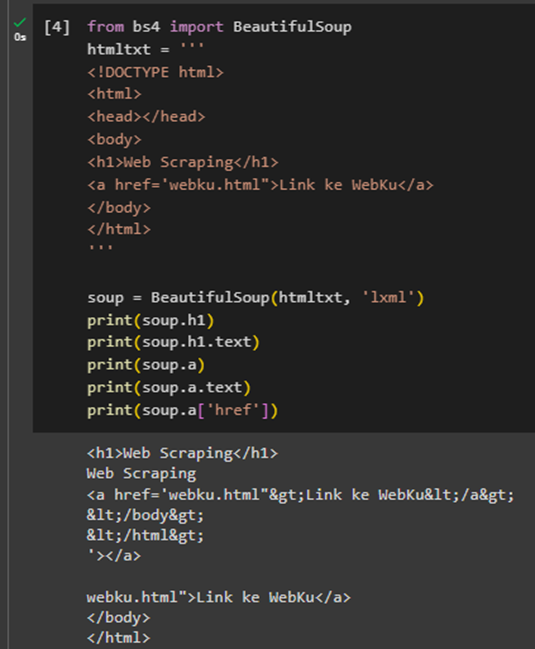 [4] from bs4 import BeautifulSoup
0s
htmltxt = '''
<!DOCTYPE html>
<html>
<head></head>
<body>
<h1>Web Scraping</h1>
<a href='webku.html">Link ke WebKu</a>
</body>
</html>
'''
soup = BeautifulSoup(htmltxt, 'lxml')
print(soup.h1)
print(soup.h1.text)
print(soup.a)
print(soup.a.text)
print(soup.a['href'])
<h1>Web Scraping</h1>
Web Scraping
<a href='webku.html"&gt;Link ke WebKu&lt;/a&gt;
&lt;/body&gt;
&lt;/html&gt;
'></a>
webku.html">Link ke WebKu</a>
</body>
</html>